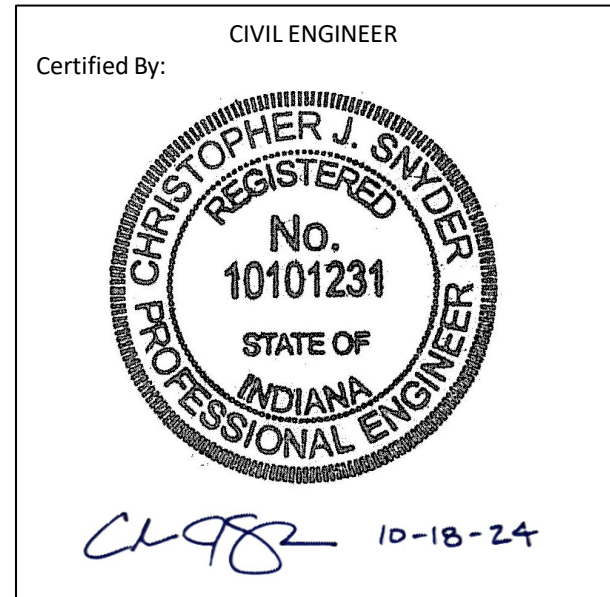 CIVIL ENGINEER
Certified By:
CHRISTOPHER J. SNYDER
REGISTERED
No.
10101231
STATE OF
INDIANA
PROFESSIONAL ENGINEER
10-18-24